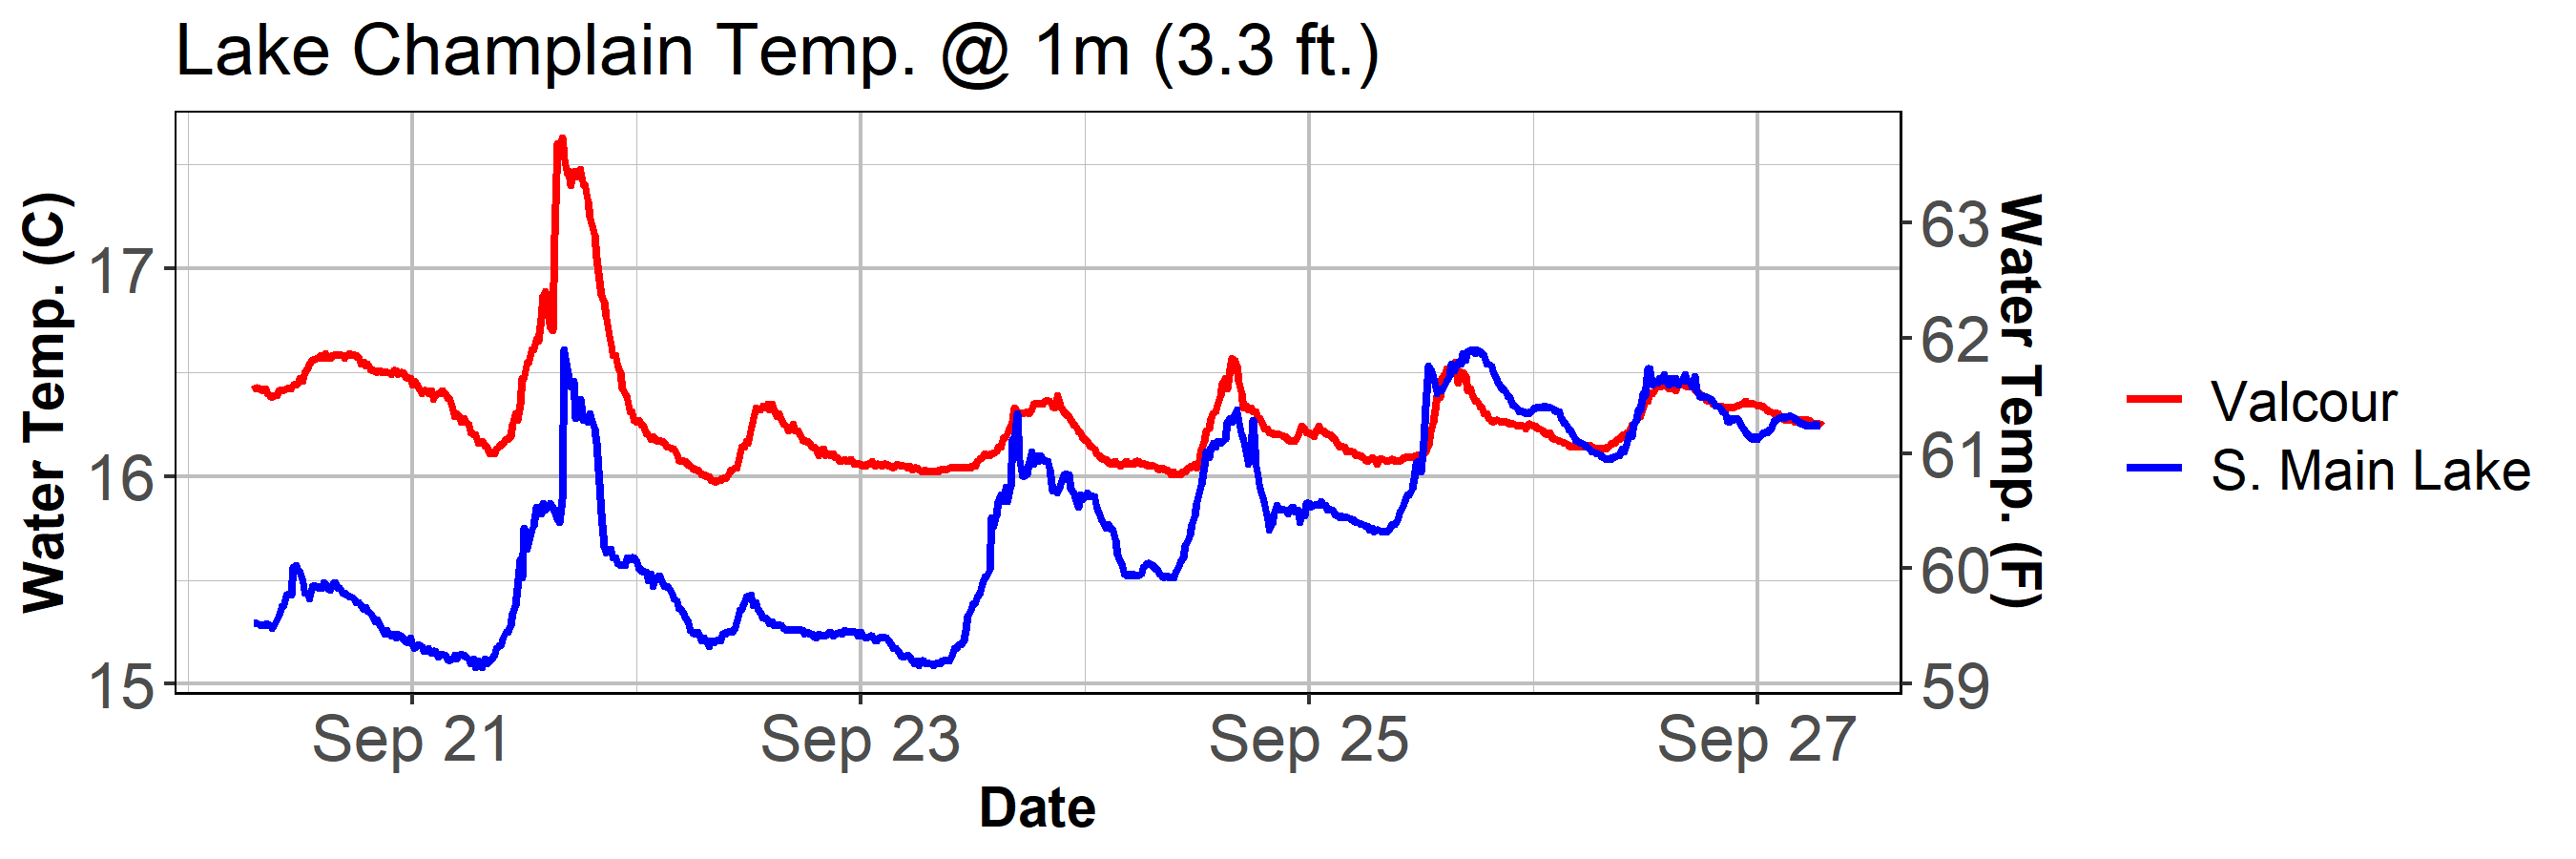 Lake Champlain Temp. @ 1m (3.3 ft.)
Water Temp. (C)
17
16
15
63
62
61
60
59
Water Temp. (F)
Sep 21 Sep 23 Sep 25 Sep 27
Date
Valcour
S. Main Lake